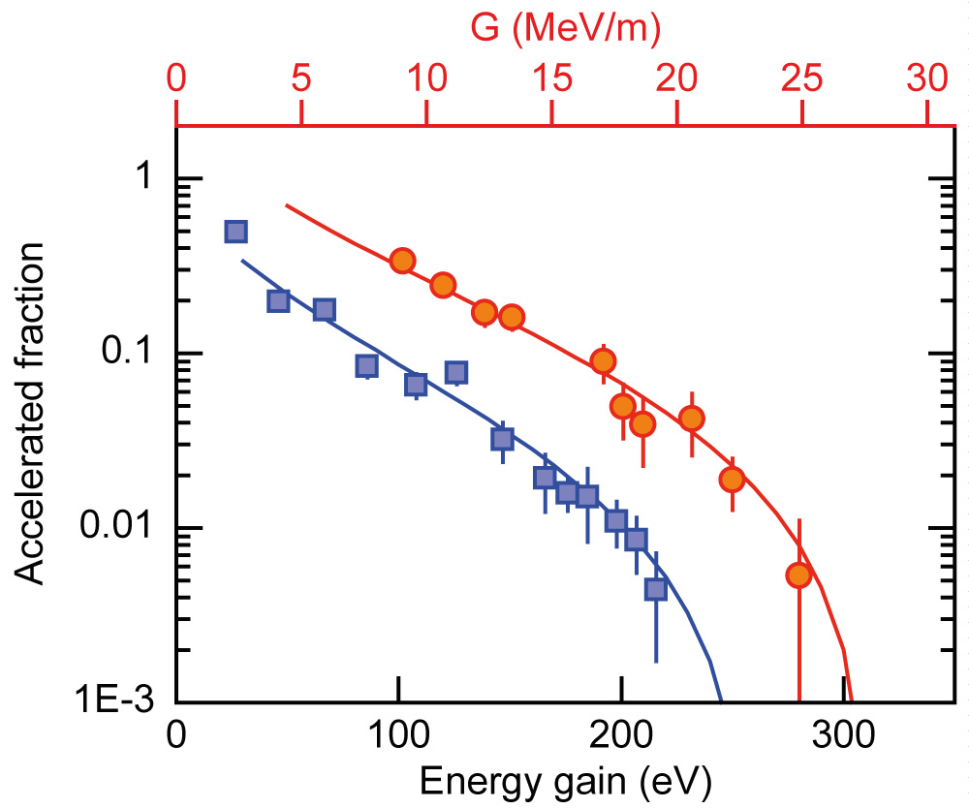 G (MeV/m)
0 5 10 15 20 25 30
1
0.1
0.01
1E-3
Accelerated fraction
0 100 200 300
Energy gain (eV)